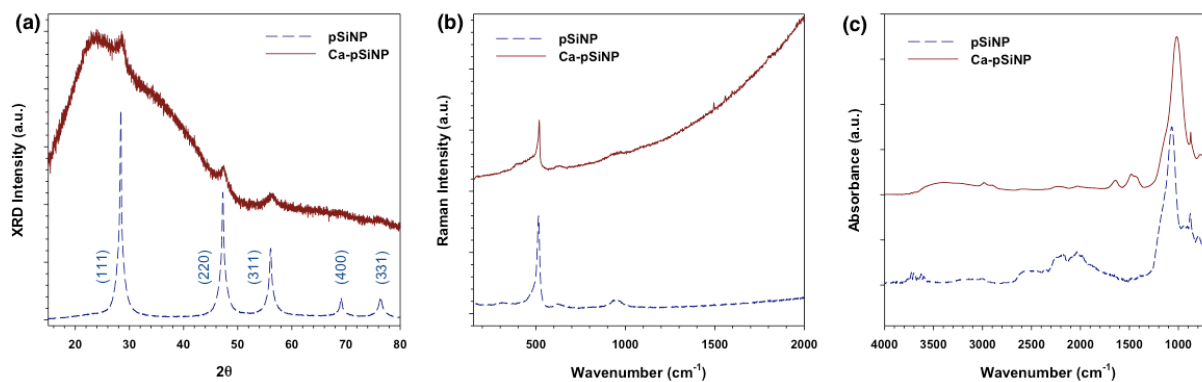 (a)
pSiNP
Ca-pSiNP
XRD Intensity (a.u.)
(111)
(220)
(311)
(400)
(331)
20 30 40 50 60 70 80
2θ
(b)
pSiNP
Ca-pSiNP
Raman Intensity (a.u.)
500 1000 1500 2000
Wavenumber (cm⁻¹)
(c)
pSiNP
Ca-pSiNP
Absorbance (a.u.)
4000 3500 3000 2500 2000 1500 1000
Wavenumber (cm⁻¹)